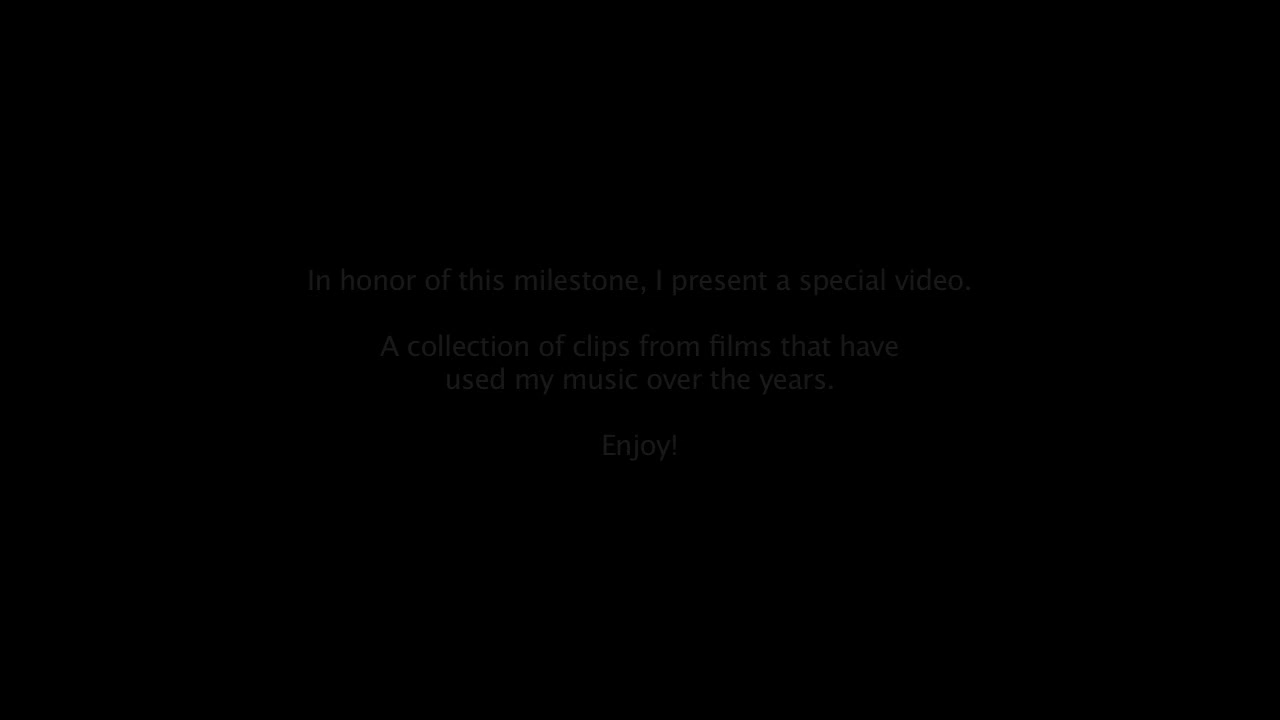 In honor of this milestone, I present a special video.
A collection of clips from films that have
used my music over the years.
Enjoy!